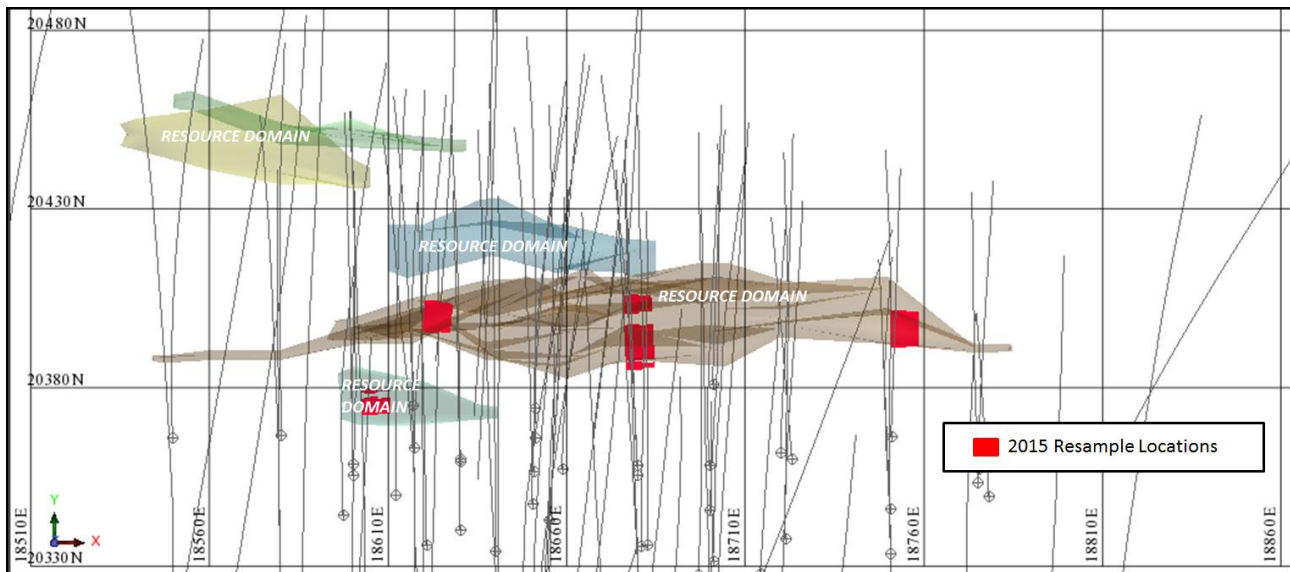 20480N
RESOURCE DOMAIN
20430N
RESOURCE DOMAIN
RESOURCE DOMAIN
20380N
RESOURCE
DOMAIN
2015 Resample Locations
Y
X
20330N
18510E
18560E
18610E
18660E
18710E
18760E
18810E
18860E